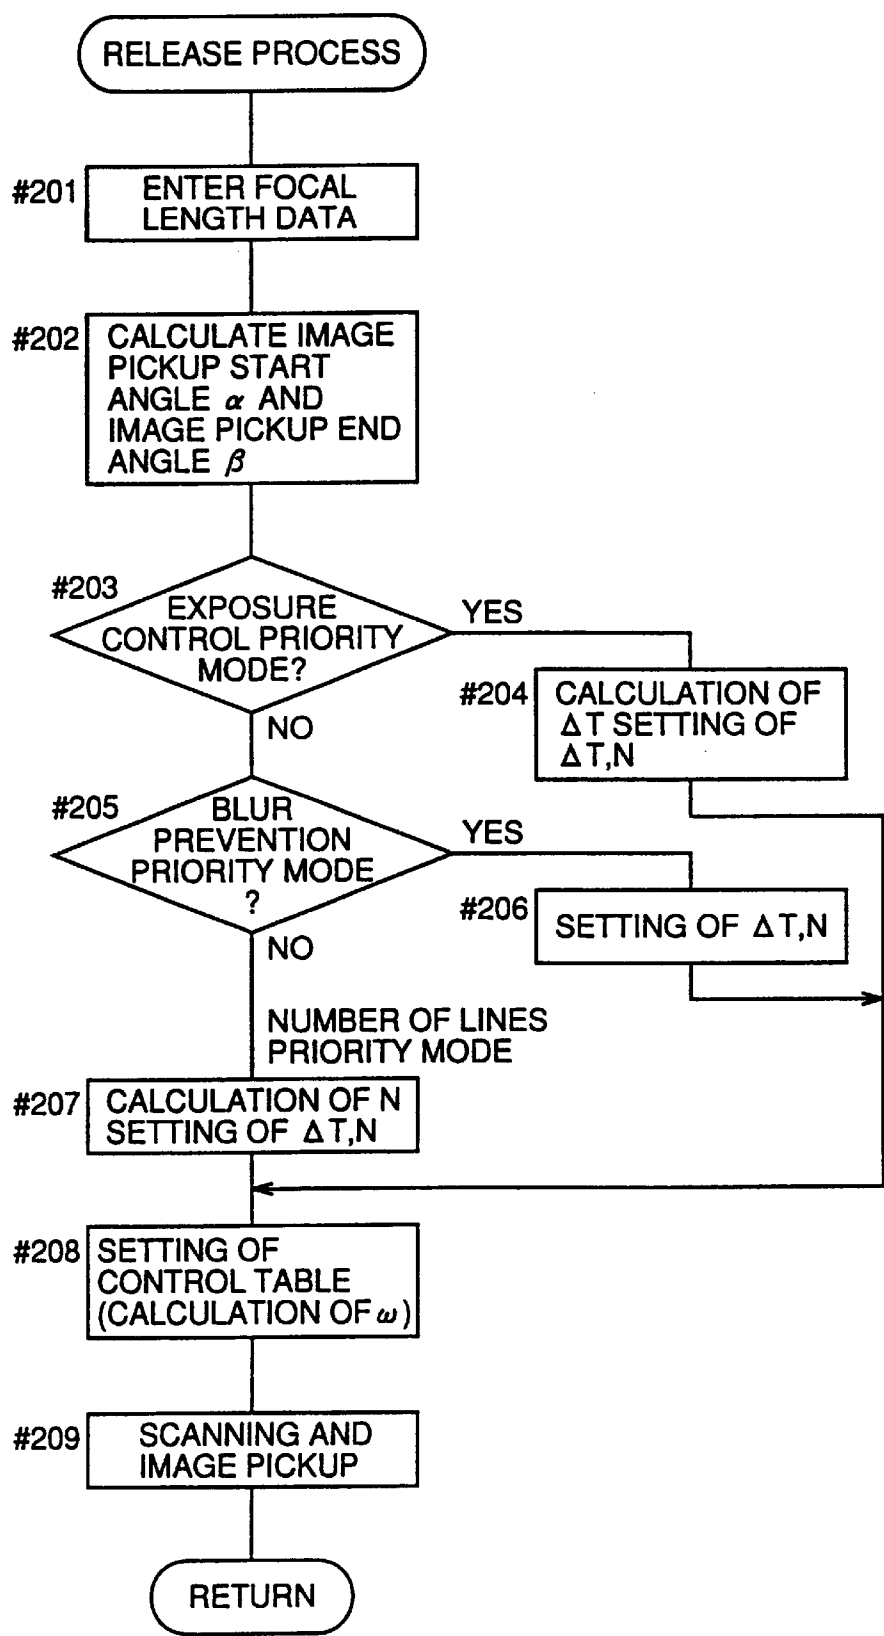 RELEASE PROCESS
#201
ENTER FOCAL
LENGTH DATA
#202
CALCULATE IMAGE
PICKUP START
ANGLE α AND
IMAGE PICKUP END
ANGLE β
#203
EXPOSURE
CONTROL PRIORITY
MODE?
YES
NO
#204
CALCULATION OF
ΔT SETTING OF
ΔT,N
#205
BLUR
PREVENTION
PRIORITY MODE
?
YES
NO
#206
SETTING OF ΔT,N
NUMBER OF LINES
PRIORITY MODE
#207
CALCULATION OF N
SETTING OF ΔT,N
#208
SETTING OF
CONTROL TABLE
(CALCULATION OF ω)
#209
SCANNING AND
IMAGE PICKUP
RETURN